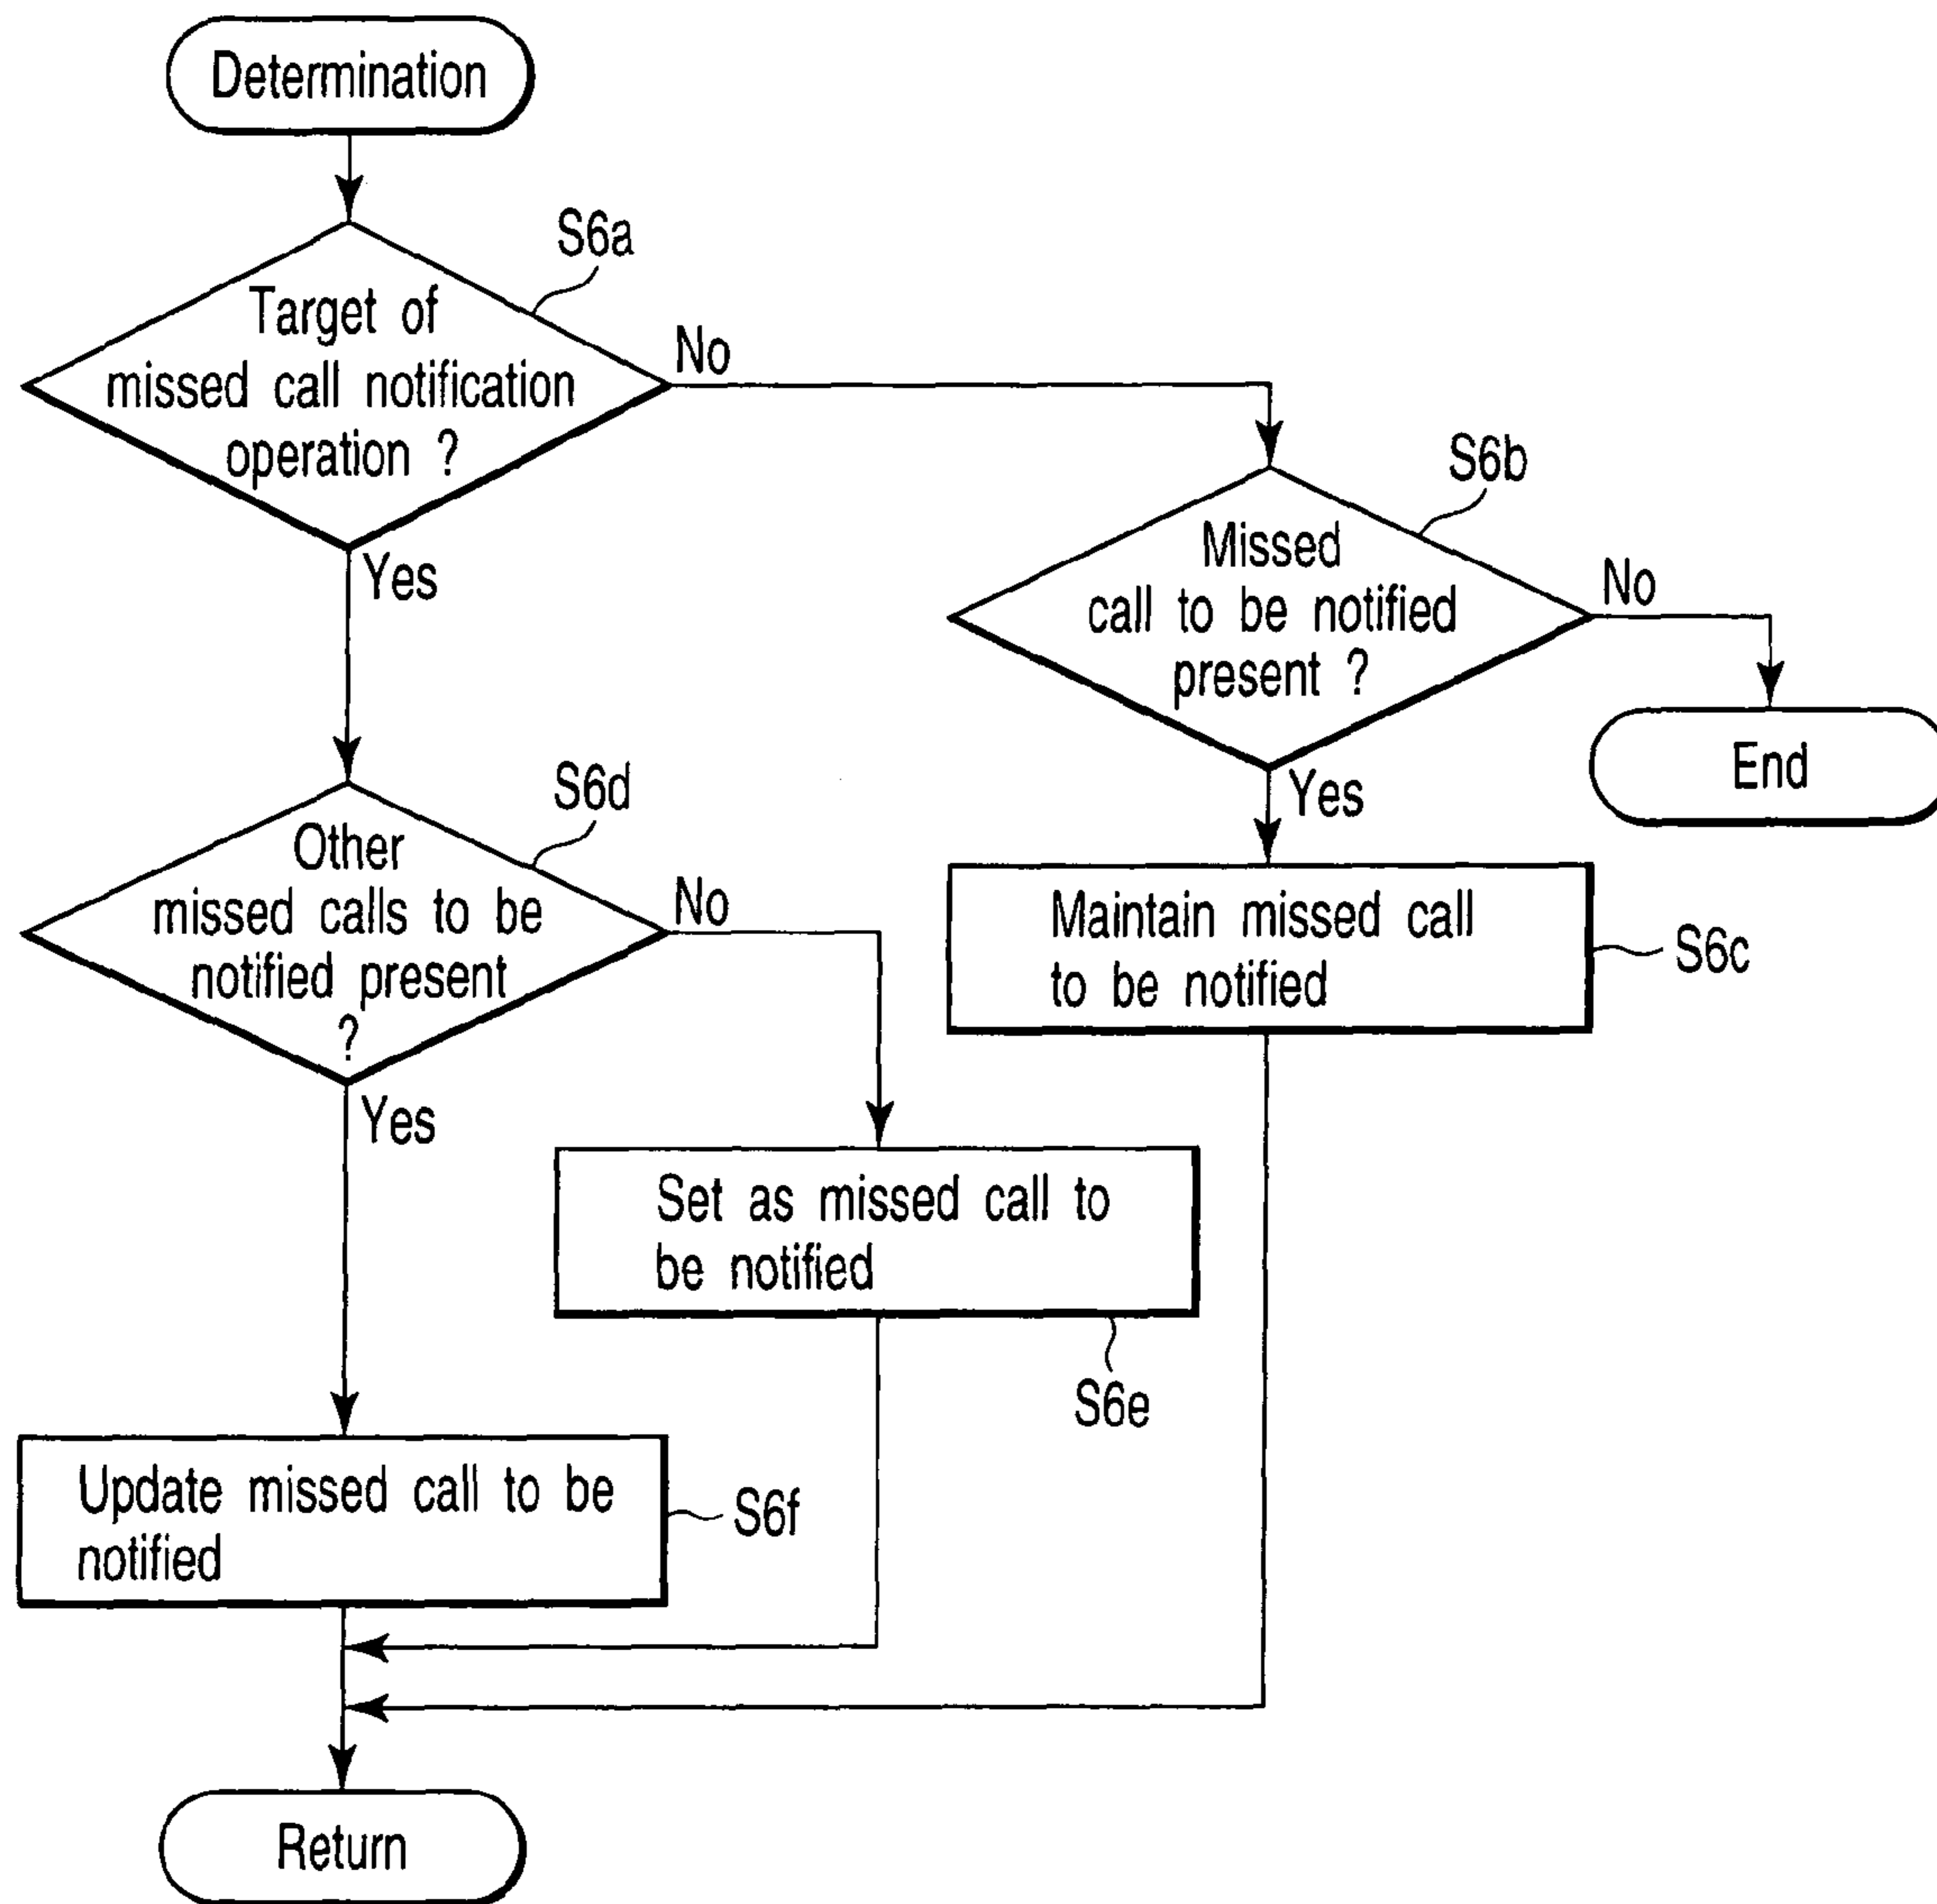 Determination
S6a
Target of
missed call notification
operation ?
No
Yes
S6b
Missed
call to be notified
present ?
No
Yes
End
S6d
Other
missed calls to be
notified present
?
No
Yes
Maintain missed call
to be notified
S6c
Set as missed call to
be notified
S6e
Update missed call to be
notified
S6f
Return